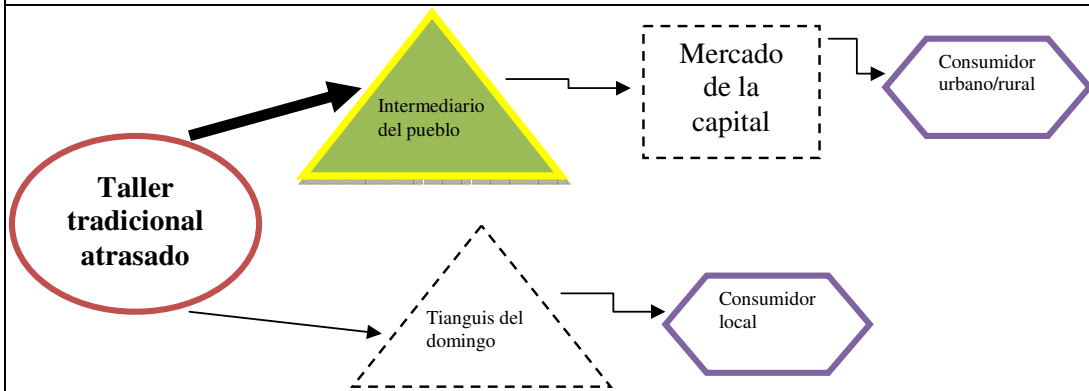 Taller
tradicional
atrasado
Intermediario
del pueblo
Mercado
de la
capital
Consumidor
urbano/rural
Tianguis del
domingo
Consumidor
local